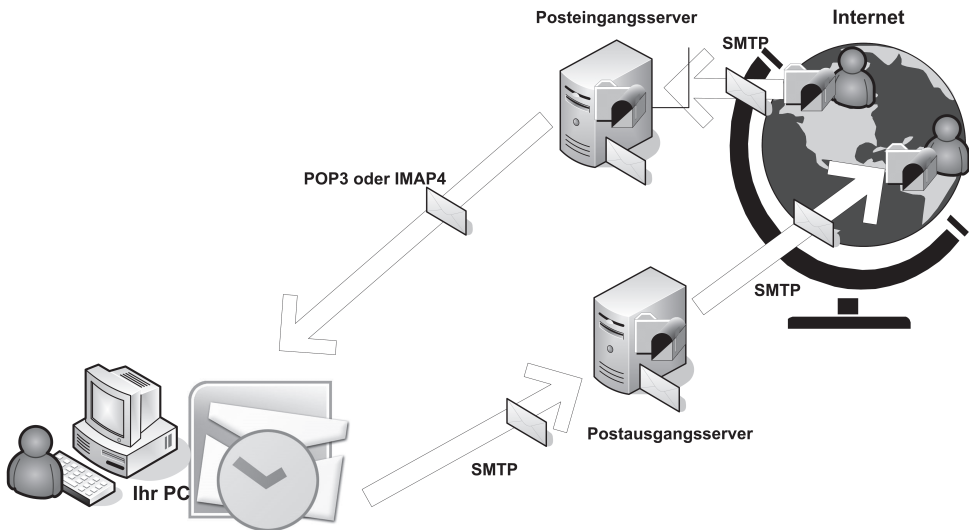 Posteingangsserver
Internet
SMTP
POP3 oder IMAP4
SMTP
Postausgangsserver
SMTP
Ihr PC